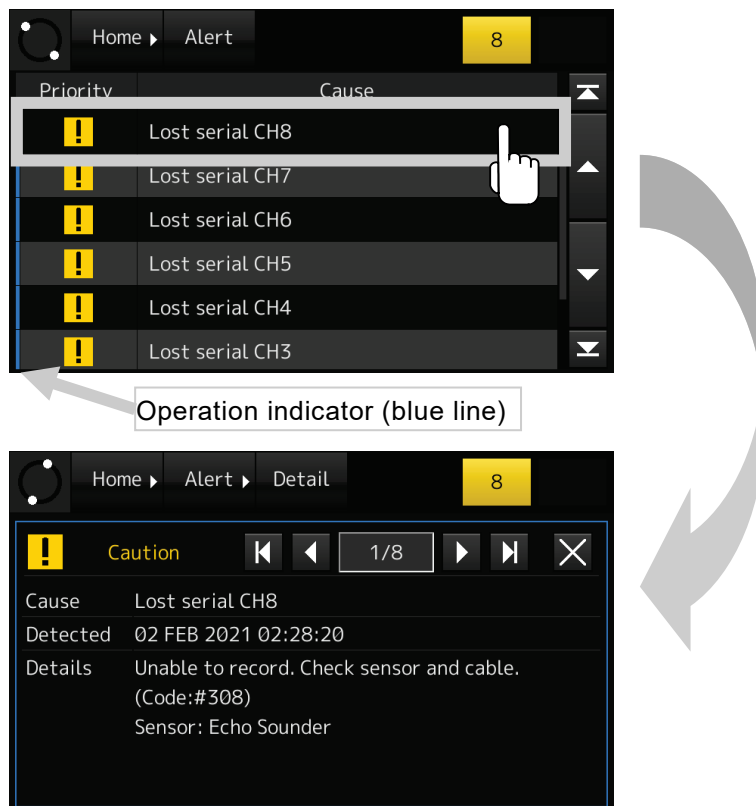 Home Alert 8
Priority Cause
Lost serial CH8
Lost serial CH7
Lost serial CH6
Lost serial CH5
Lost serial CH4
Lost serial CH3
Operation indicator (blue line)
Home Alert Detail 8
Caution 1/8
Cause Lost serial CH8
Detected 02 FEB 2021 02:28:20
Details Unable to record. Check sensor and cable.
(Code:#308)
Sensor: Echo Sounder